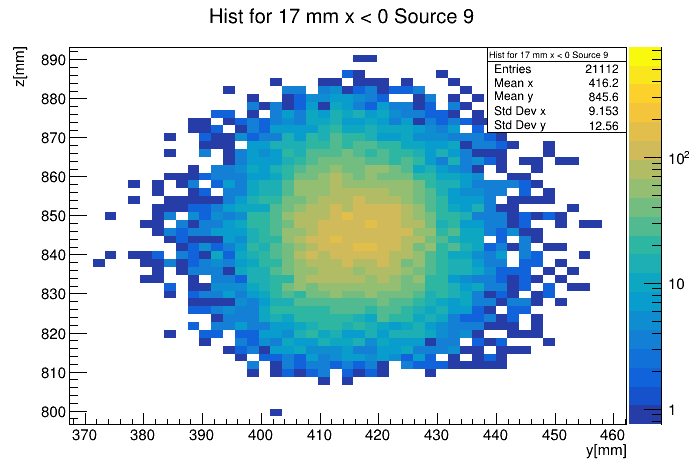 Hist for 17 mm x < 0 Source 9
z[mm]
Hist for 17 mm x < 0 Source 9
Entries 21112
Mean x 416.2
Mean y 845.6
Std Dev x 9.153
Std Dev y 12.56
890
880
870
860
850
840
830
820
810
800
10²
10
1
370 380 390 400 410 420 430 440 450 460
y[mm]